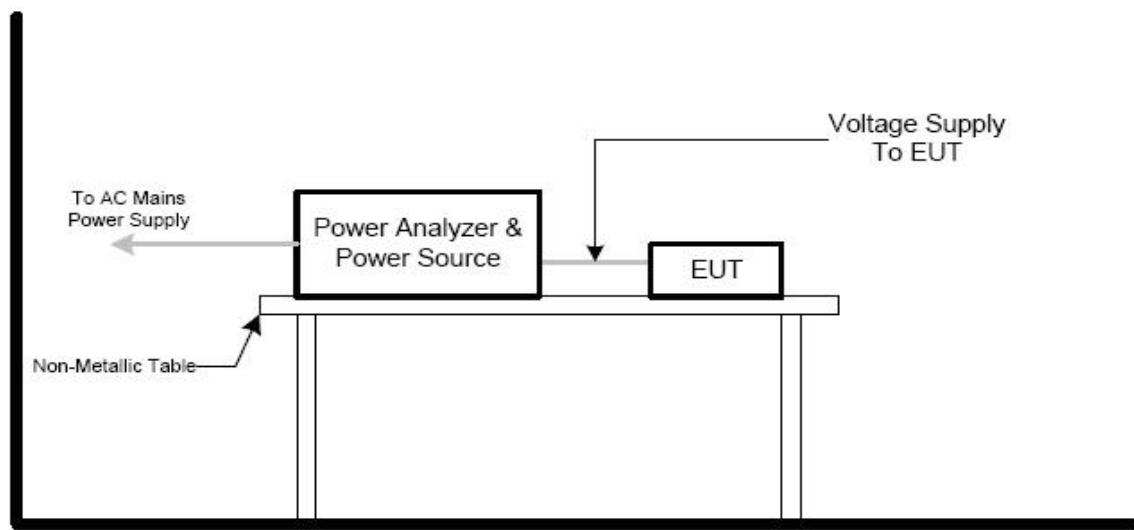 Voltage Supply
To EUT
To AC Mains
Power Supply
Power Analyzer &
Power Source
EUT
Non-Metallic Table